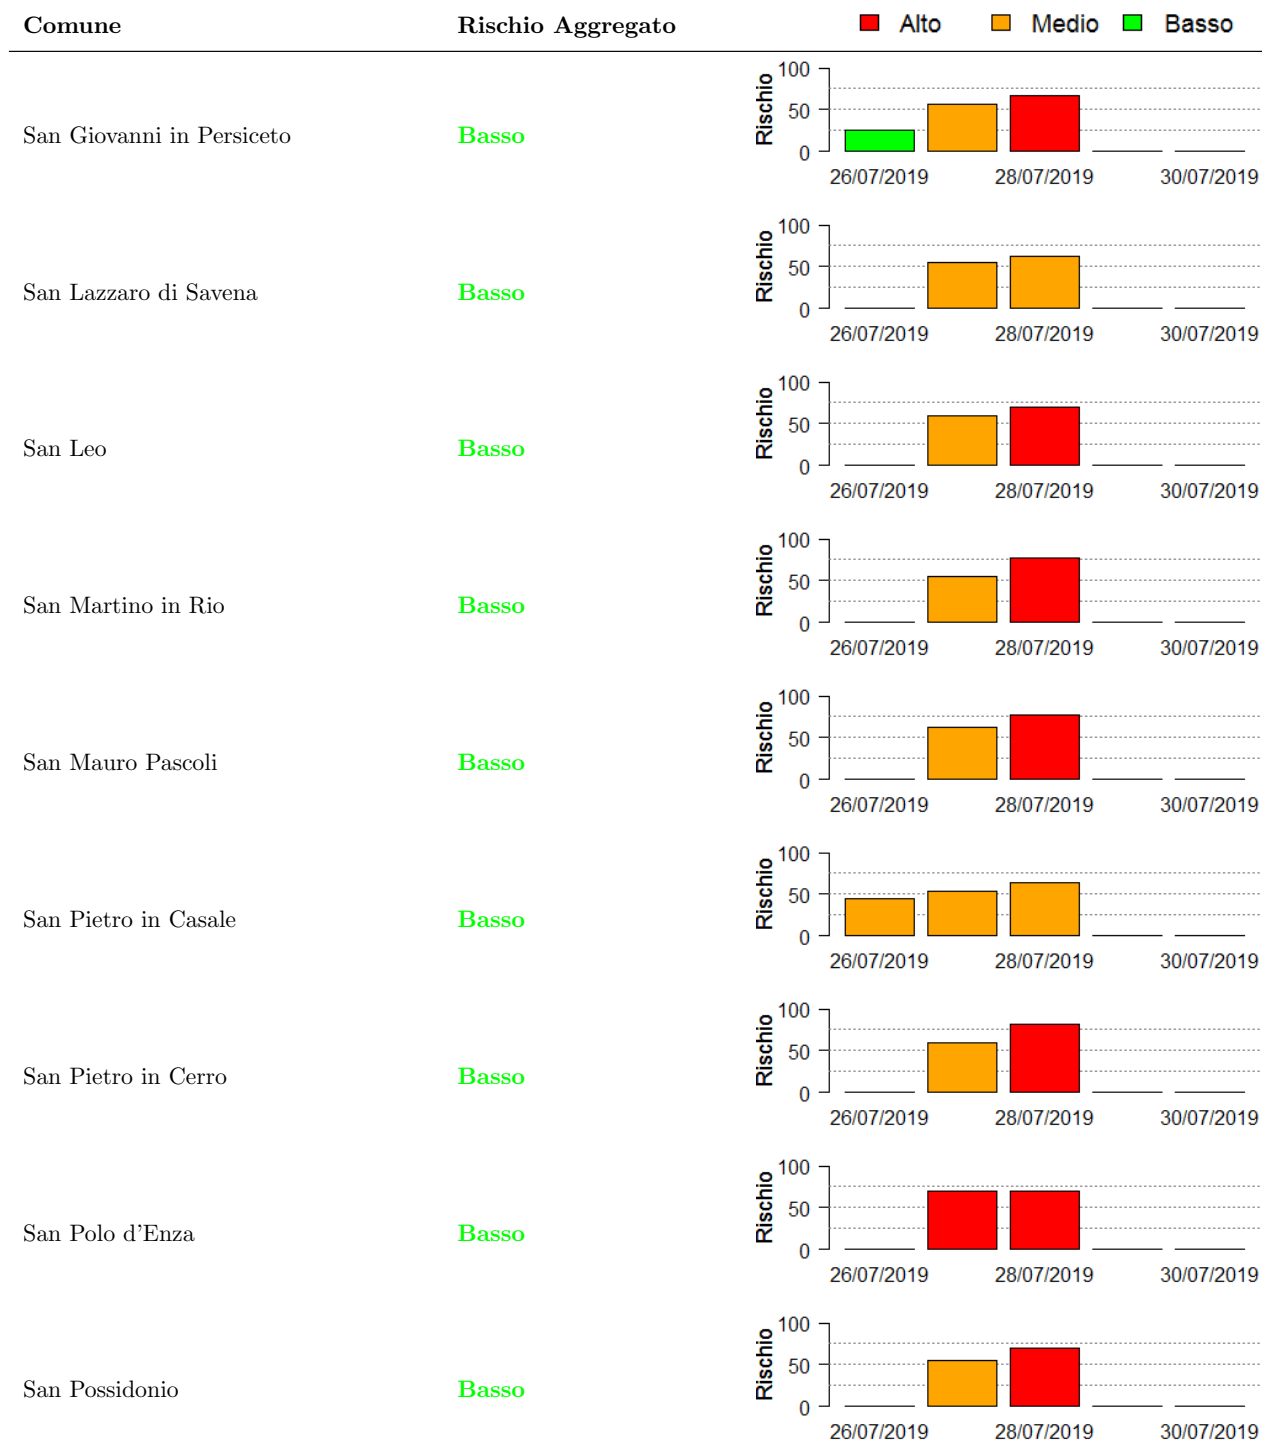 Comune Rischio Aggregato Alto Medio Basso
San Giovanni in Persiceto Basso
Rischio
100
50
0
26/07/2019 28/07/2019 30/07/2019
San Lazzaro di Savena Basso
Rischio
100
50
0
26/07/2019 28/07/2019 30/07/2019
San Leo Basso
Rischio
100
50
0
26/07/2019 28/07/2019 30/07/2019
San Martino in Rio Basso
Rischio
100
50
0
26/07/2019 28/07/2019 30/07/2019
San Mauro Pascoli Basso
Rischio
100
50
0
26/07/2019 28/07/2019 30/07/2019
San Pietro in Casale Basso
Rischio
100
50
0
26/07/2019 28/07/2019 30/07/2019
San Pietro in Cerro Basso
Rischio
100
50
0
26/07/2019 28/07/2019 30/07/2019
San Polo d'Enza Basso
Rischio
100
50
0
26/07/2019 28/07/2019 30/07/2019
San Possidonio Basso
Rischio
100
50
0
26/07/2019 28/07/2019 30/07/2019